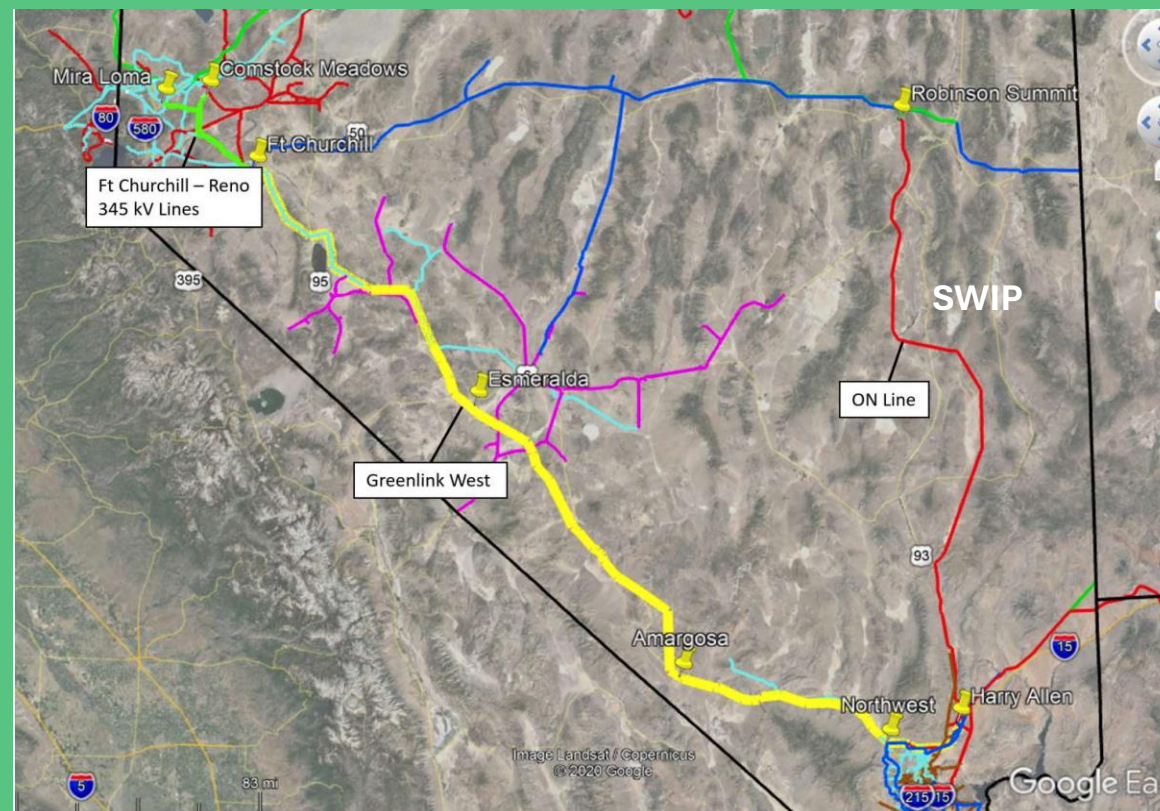 Mira Loma
Comstock Meadows
80
580
50
Ft Churchill
Robinson Summit
Ft Churchill – Reno
345 kV Lines
395
95
SWIP
Esmeralda
ON Line
Greenlink West
93
Amargosa
15
Northwest
Harry Allen
Image Landsat / Copernicus
© 2020 Google
5
83 mi
215
15
Google Ea